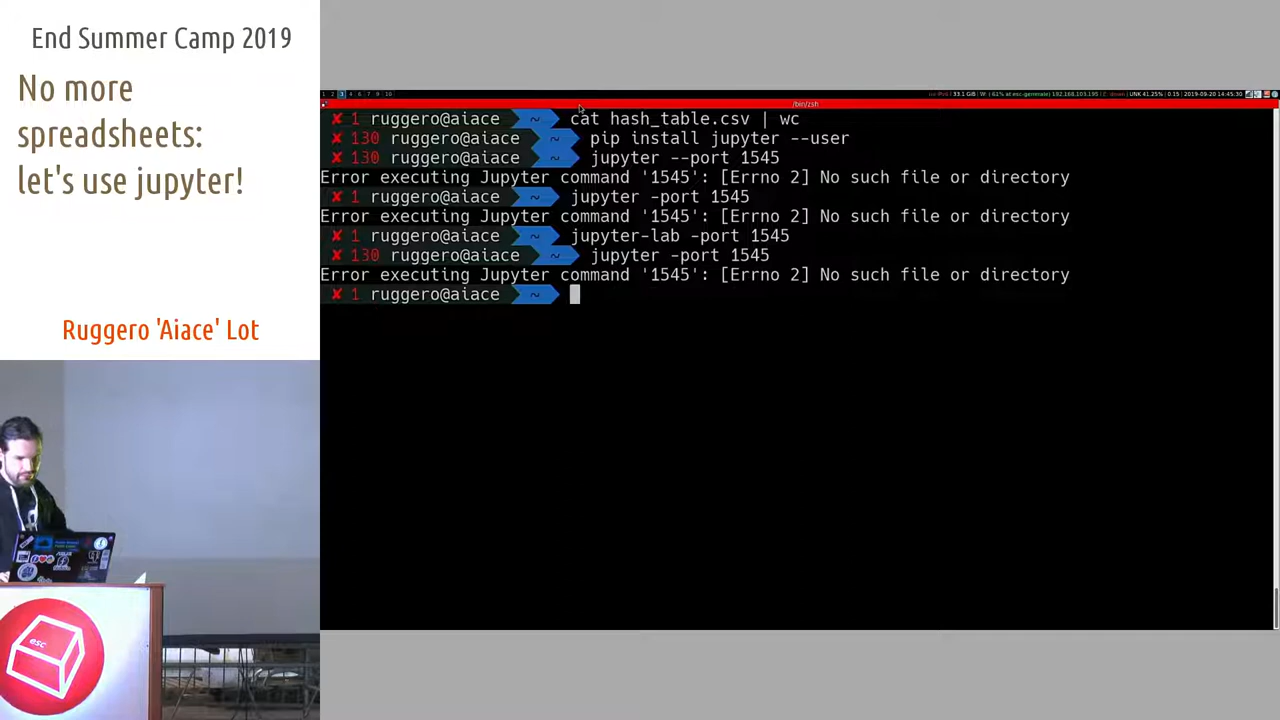 End Summer Camp 2019
No more
spreadsheets:
let's use jupyter!
Ruggero 'Aiace' Lot
/bin/zsh
✘ 1 ruggero@aiace ~ cat hash_table.csv | wc
✘ 130 ruggero@aiace ~ pip install jupyter --user
✘ 130 ruggero@aiace ~ jupyter --port 1545
Error executing Jupyter command '1545': [Errno 2] No such file or directory
✘ 1 ruggero@aiace ~ jupyter -port 1545
Error executing Jupyter command '1545': [Errno 2] No such file or directory
✘ 1 ruggero@aiace ~ jupyter-lab -port 1545
✘ 130 ruggero@aiace ~ jupyter -port 1545
Error executing Jupyter command '1545': [Errno 2] No such file or directory
✘ 1 ruggero@aiace ~
esc